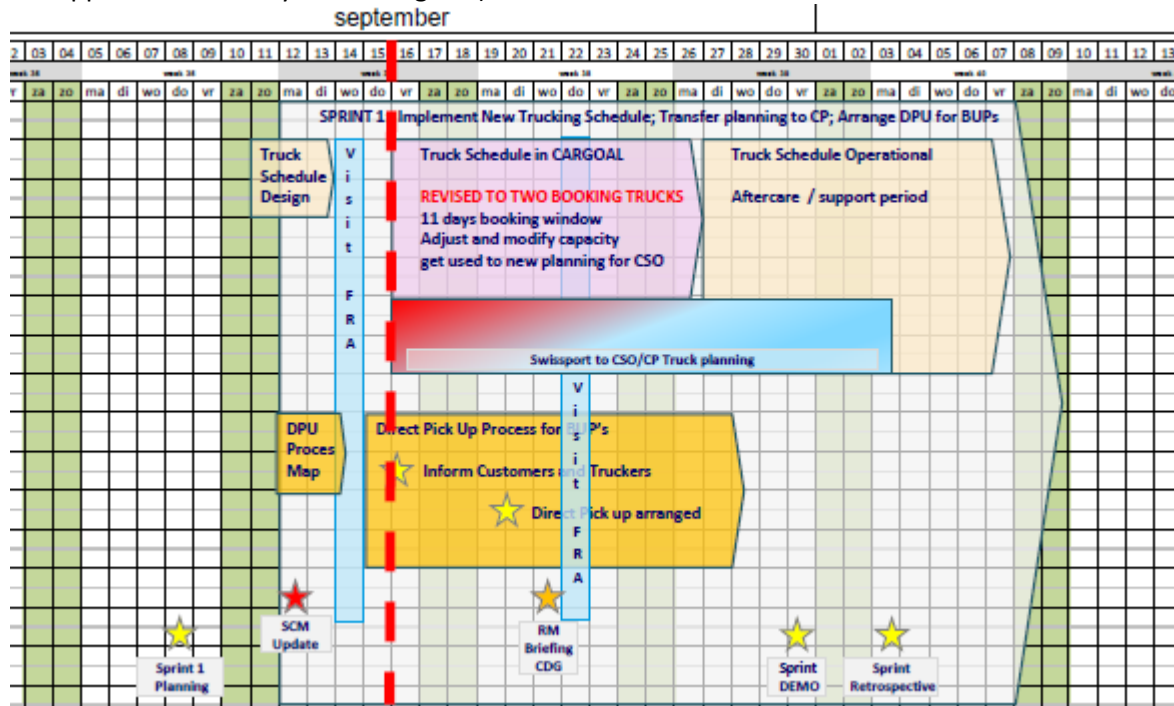 september
2 03 04 05 06 07 08 09 10 11 12 13 14 15 16 17 18 19 20 21 22 23 24 25 26 27 28 29 30 01 02 03 04 05 06 07 08 09 10 11 12 13
za zo ma di wo do vr za zo ma di wo do vr za zo ma di wo do vr za zo ma di wo do vr za zo ma di wo do vr za zo ma di wo do
SPRINT 1 Implement New Trucking Schedule; Transfer planning to CP; Arrange DPU for BUPs
Truck
Schedule
Design
Visit FRA
Truck Schedule in CARGOAL
REVISED TO TWO BOOKING TRUCKS
11 days booking window
Adjust and modify capacity
get used to new planning for CSO
Truck Schedule Operational
Aftercare / support period
Swissport to CSO/CP Truck planning
DPU
Proces
Map
Direct Pick Up Process for BUP's
Inform Customers and Truckers
Direct Pick up arranged
Visit FRA
SCM
Update
RM
Briefing
CDG
Sprint 1
Planning
Sprint
DEMO
Sprint
Retrospective